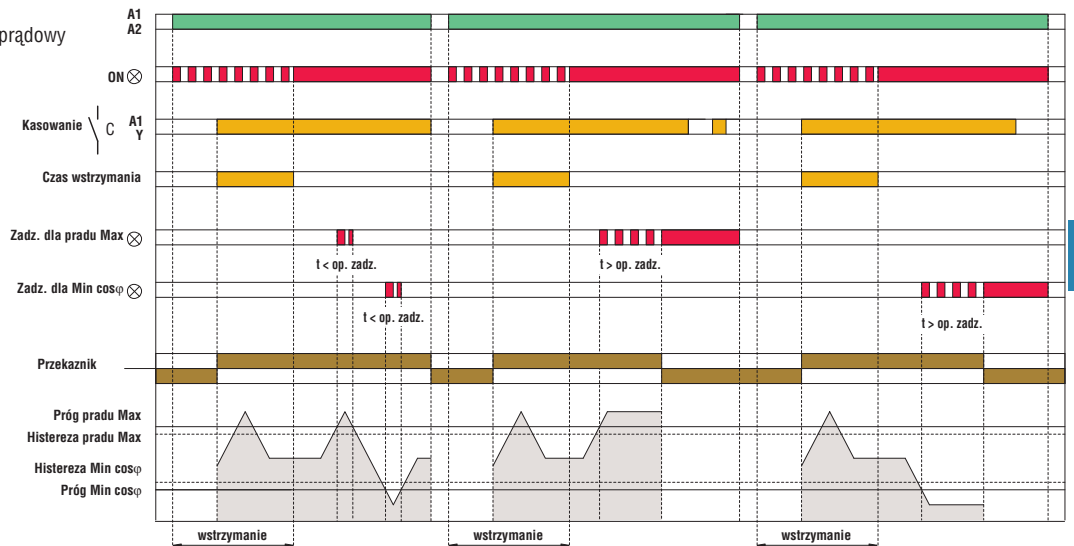 A1
A2
prądowy
ON
Kasowanie C A1
Y
Czas wstrzymania
Zadz. dla pradu Max
t < op. zadz. t > op. zadz.
Zadz. dla Min cosφ
t < op. zadz. t > op. zadz.
Przekaznik
Próg pradu Max
Histereza pradu Max
Histereza Min cosφ
Próg Min cosφ
wstrzymanie wstrzymanie wstrzymanie